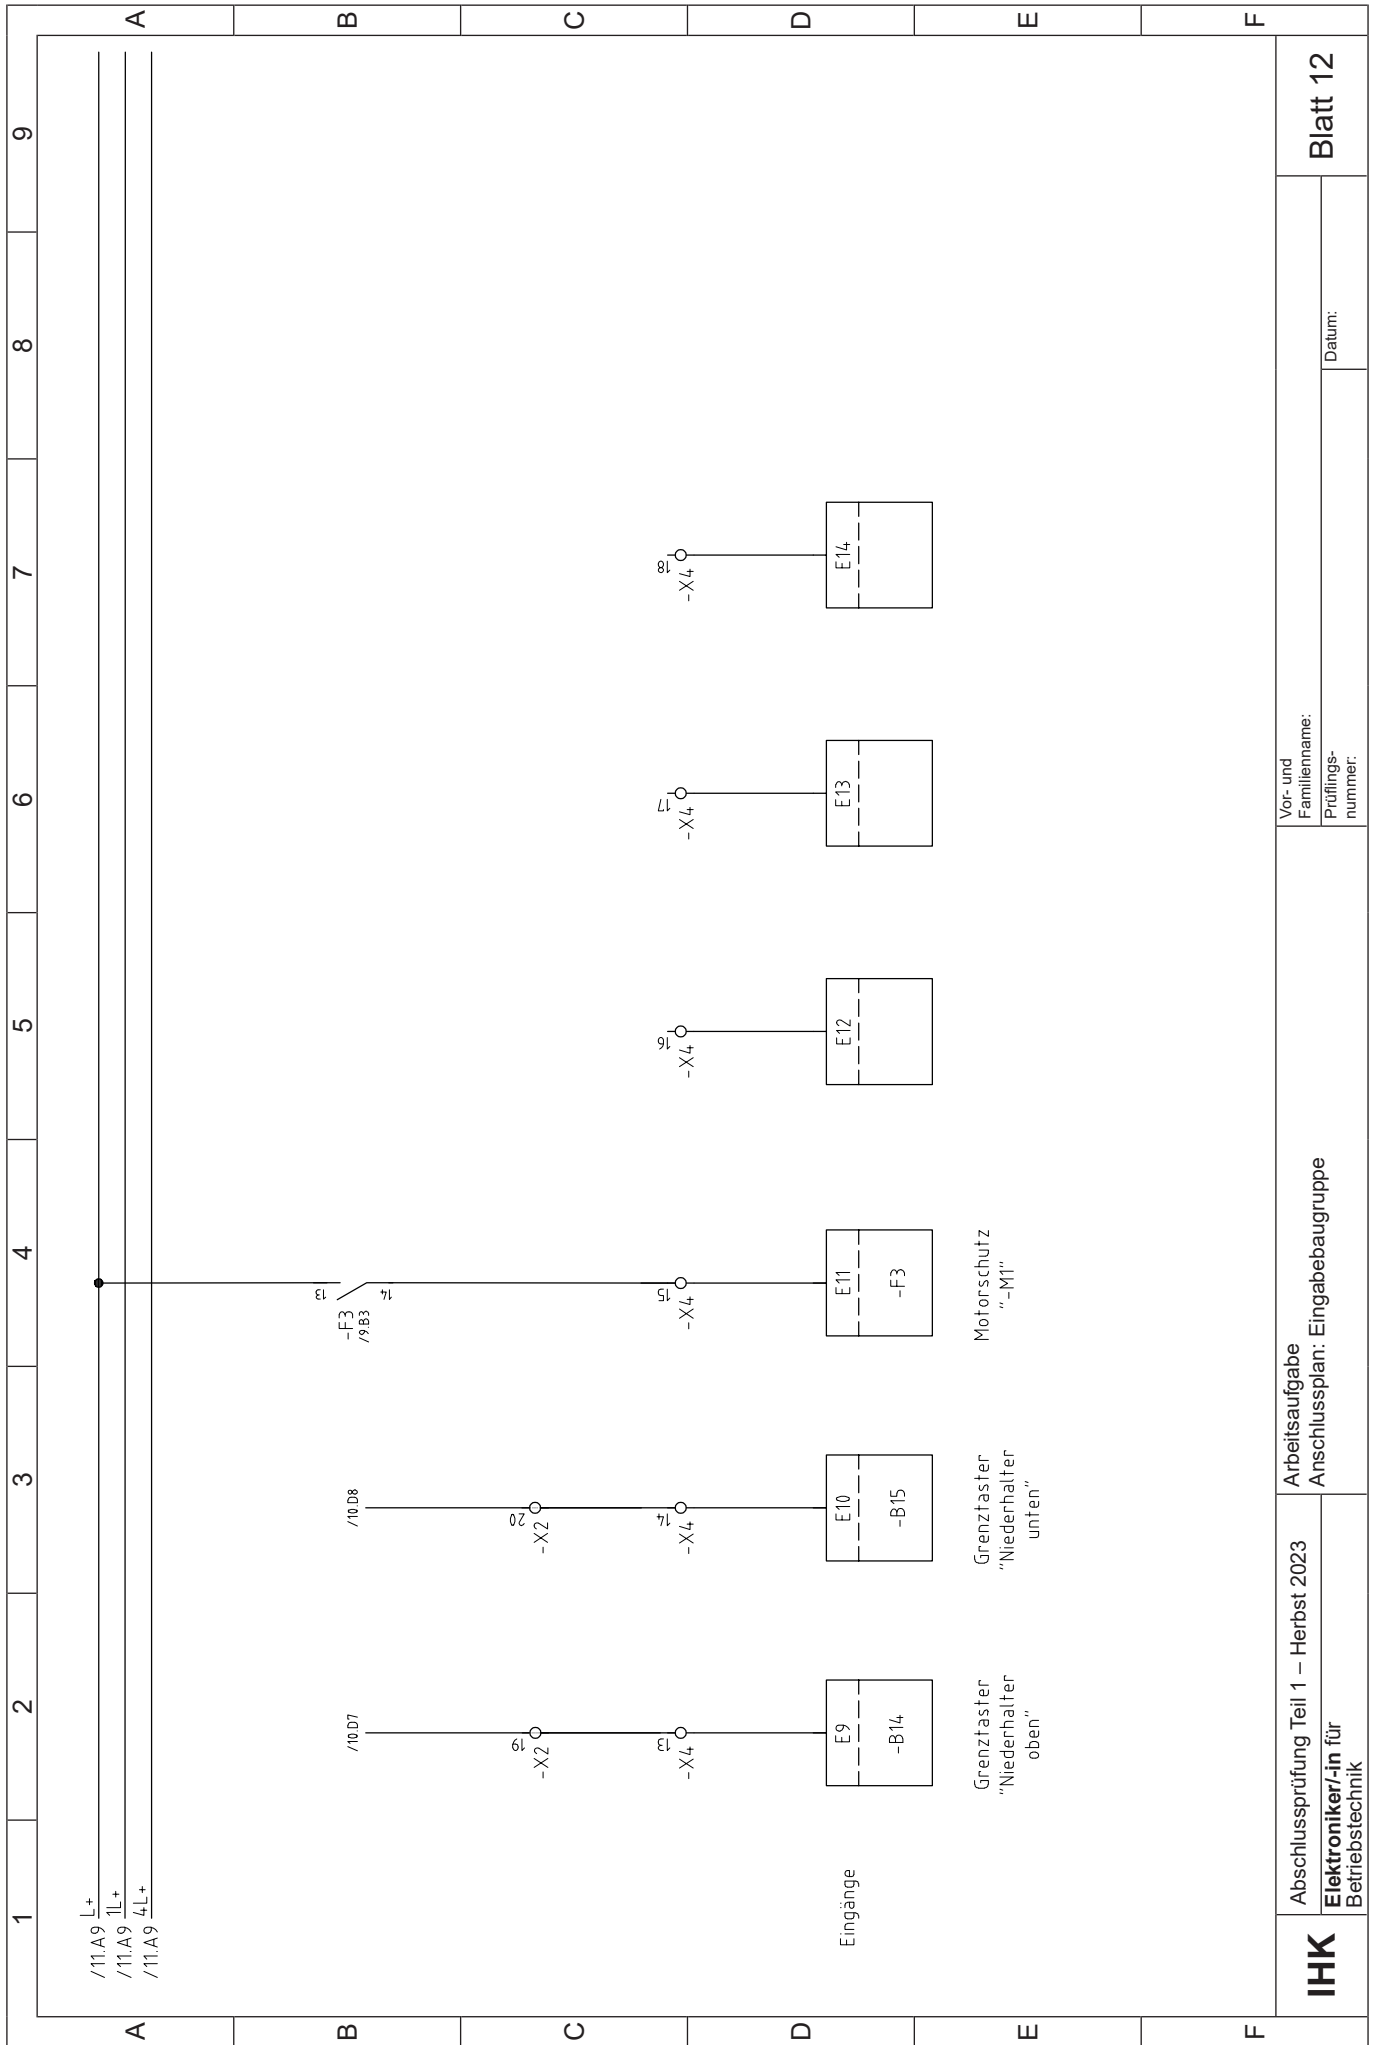 1 2 3 4 5 6 7 8 9
A
B
C
D
E
F
/11.A9 L+
/11.A9 1L+
/11.A9 4L+
/10.D7
/10.D8
-F3
/9.B3
13
14
19
-X2
20
-X2
13
-X4
14
-X4
15
-X4
16
-X4
17
-X4
18
-X4
Eingänge
E9
-B14
E10
-B15
E11
-F3
E12
E13
E14
Grenztaster
"Niederhalter
oben"
Grenztaster
"Niederhalter
unten"
Motorschutz
"-M1"
A
B
C
D
E
F
IHK
Abschlussprüfung Teil 1 – Herbst 2023
Elektroniker/-in für
Betriebstechnik
Arbeitsaufgabe
Anschlussplan: Eingabebaugruppe
Vor- und
Familienname:
Prüflings-
nummer:
Datum:
Blatt 12